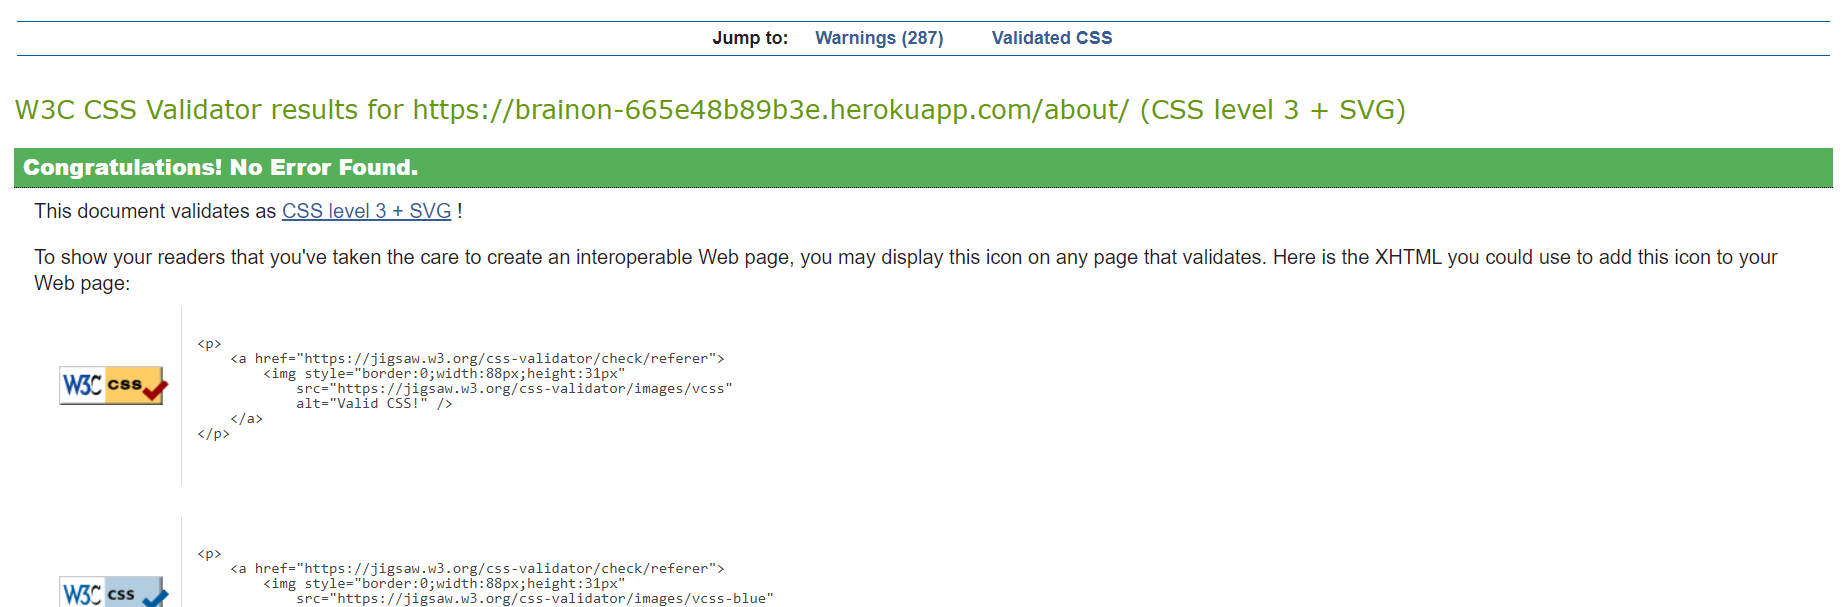 Jump to: Warnings (287) Validated CSS
W3C CSS Validator results for https://brainon-665e48b89b3e.herokuapp.com/about/ (CSS level 3 + SVG)
Congratulations! No Error Found.
This document validates as CSS level 3 + SVG !
To show your readers that you've taken the care to create an interoperable Web page, you may display this icon on any page that validates. Here is the XHTML you could use to add this icon to your
Web page:
W3C css
<p>
<a href="https://jigsaw.w3.org/css-validator/check/referer">
<img style="border:0;width:88px;height:31px"
src="https://jigsaw.w3.org/css-validator/images/vcss"
alt="Valid CSS!" />
</a>
</p>
W3C css
<p>
<a href="https://jigsaw.w3.org/css-validator/check/referer">
<img style="border:0;width:88px;height:31px"
src="https://jigsaw.w3.org/css-validator/images/vcss-blue"